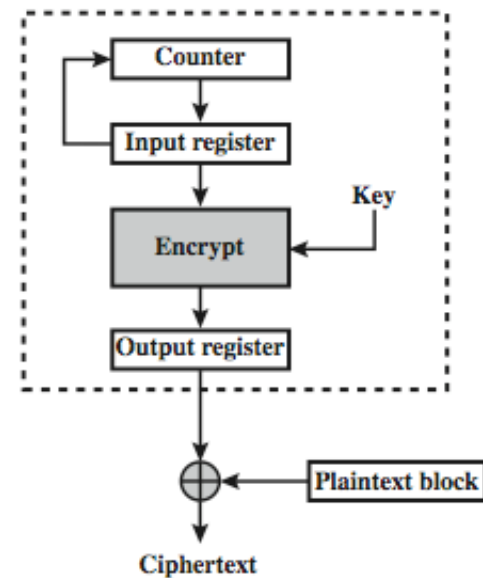 Counter
Input register
Key
Encrypt
Output register
Plaintext block
Ciphertext